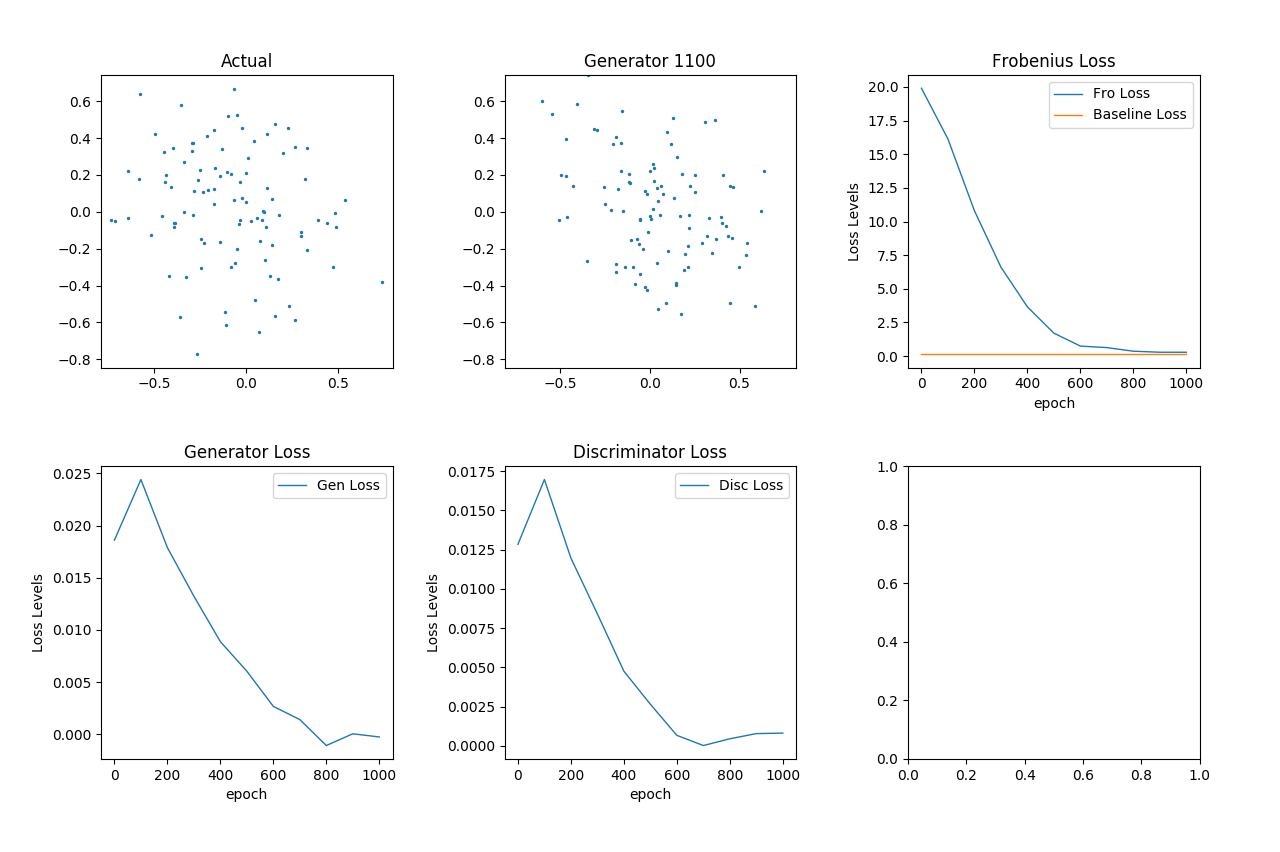 Actual
0.6
0.4
0.2
0.0
−0.2
−0.4
−0.6
−0.8
−0.5 0.0 0.5
Generator 1100
0.6
0.4
0.2
0.0
−0.2
−0.4
−0.6
−0.8
−0.5 0.0 0.5
Frobenius Loss
Fro Loss
Baseline Loss
Loss Levels
20.0
17.5
15.0
12.5
10.0
7.5
5.0
2.5
0.0
0 200 400 600 800 1000
epoch
Generator Loss
Gen Loss
Loss Levels
0.025
0.020
0.015
0.010
0.005
0.000
0 200 400 600 800 1000
epoch
Discriminator Loss
Disc Loss
Loss Levels
0.0175
0.0150
0.0125
0.0100
0.0075
0.0050
0.0025
0.0000
0 200 400 600 800 1000
epoch
1.0
0.8
0.6
0.4
0.2
0.0
0.0 0.2 0.4 0.6 0.8 1.0